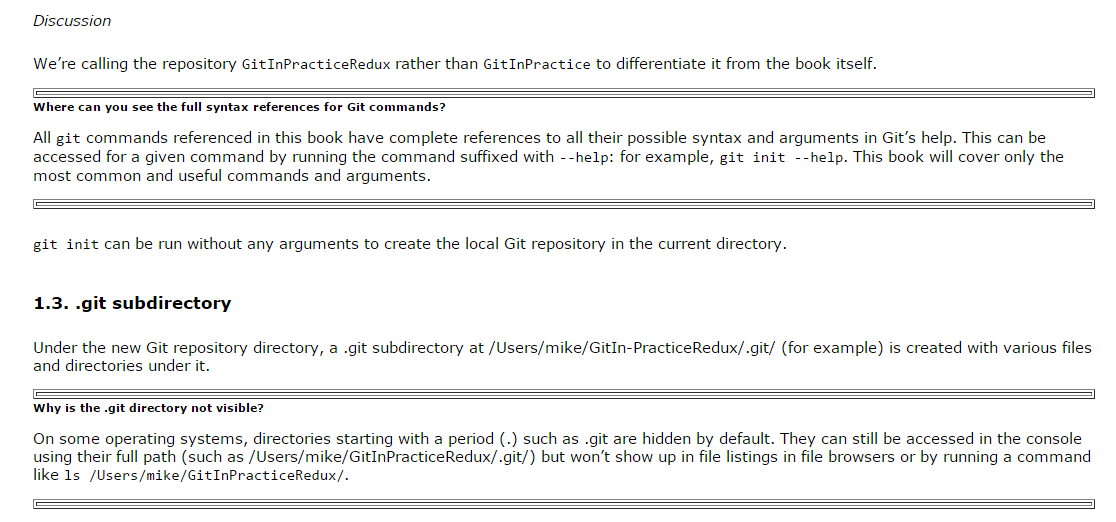 Discussion
We’re calling the repository GitInPracticeRedux rather than GitInPractice to differentiate it from the book itself.
Where can you see the full syntax references for Git commands?
All git commands referenced in this book have complete references to all their possible syntax and arguments in Git’s help. This can be
accessed for a given command by running the command suffixed with --help: for example, git init --help. This book will cover only the
most common and useful commands and arguments.
git init can be run without any arguments to create the local Git repository in the current directory.
1.3. .git subdirectory
Under the new Git repository directory, a .git subdirectory at /Users/mike/GitIn-PracticeRedux/.git/ (for example) is created with various files
and directories under it.
Why is the .git directory not visible?
On some operating systems, directories starting with a period (.) such as .git are hidden by default. They can still be accessed in the console
using their full path (such as /Users/mike/GitInPracticeRedux/.git/) but won’t show up in file listings in file browsers or by running a command
like ls /Users/mike/GitInPracticeRedux/.